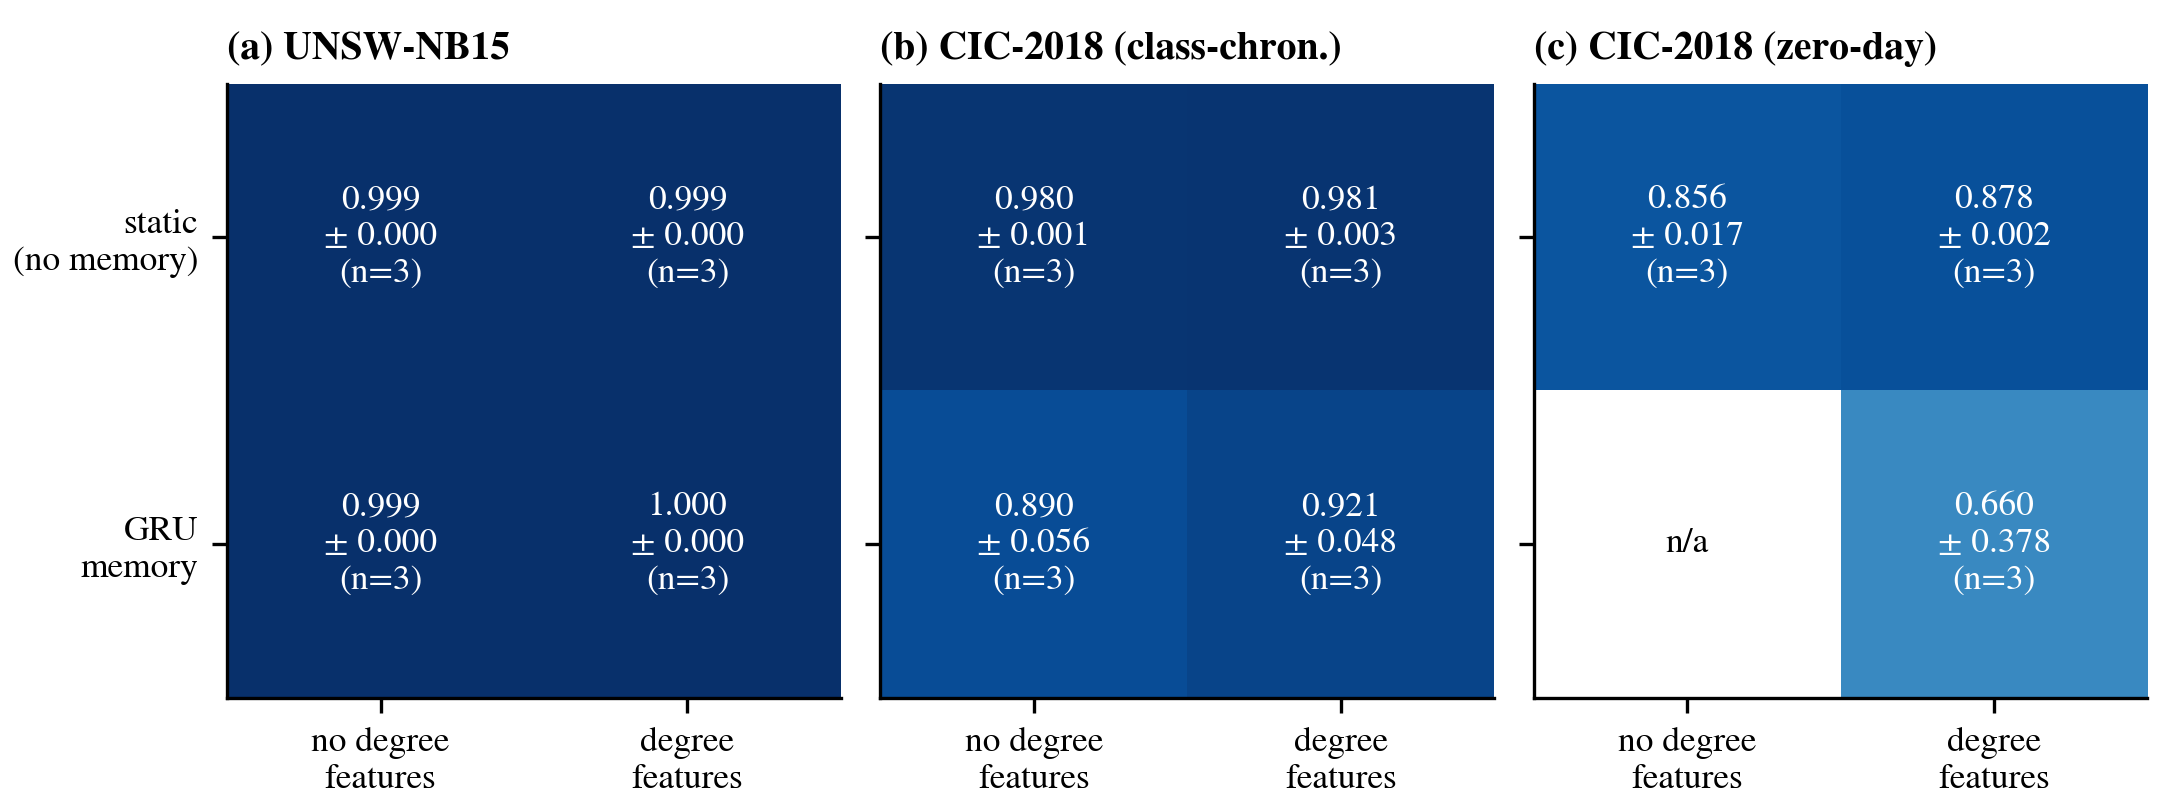 (a) UNSW-NB15
(b) CIC-2018 (class-chron.)
(c) CIC-2018 (zero-day)
static
(no memory)
0.999
± 0.000
(n=3)
0.999
± 0.000
(n=3)
0.980
± 0.001
(n=3)
0.981
± 0.003
(n=3)
0.856
± 0.017
(n=3)
0.878
± 0.002
(n=3)
GRU
memory
0.999
± 0.000
(n=3)
1.000
± 0.000
(n=3)
0.890
± 0.056
(n=3)
0.921
± 0.048
(n=3)
n/a
0.660
± 0.378
(n=3)
no degree
features
degree
features
no degree
features
degree
features
no degree
features
degree
features